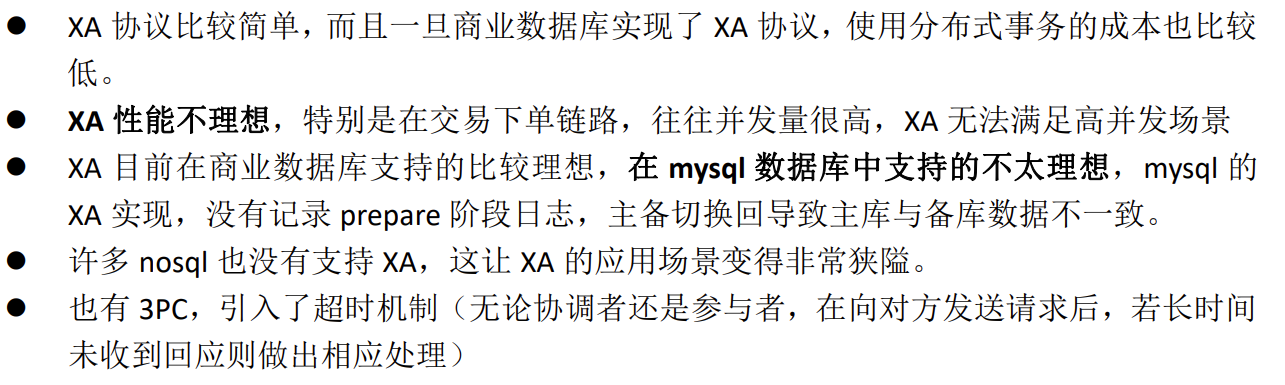 ● XA 协议比较简单，而且一旦商业数据库实现了 XA 协议，使用分布式事务的成本也比较
低。
● XA 性能不理想，特别是在交易下单链路，往往并发量很高，XA 无法满足高并发场景
● XA 目前在商业数据库支持的比较理想，在 mysql 数据库中支持的不太理想，mysql 的
XA 实现，没有记录 prepare 阶段日志，主备切换回导致主库与备库数据不一致。
● 许多 nosql 也没有支持 XA，这让 XA 的应用场景变得非常狭隘。
● 也有 3PC，引入了超时机制（无论协调者还是参与者，在向对方发送请求后，若长时间
未收到回应则做出相应处理）